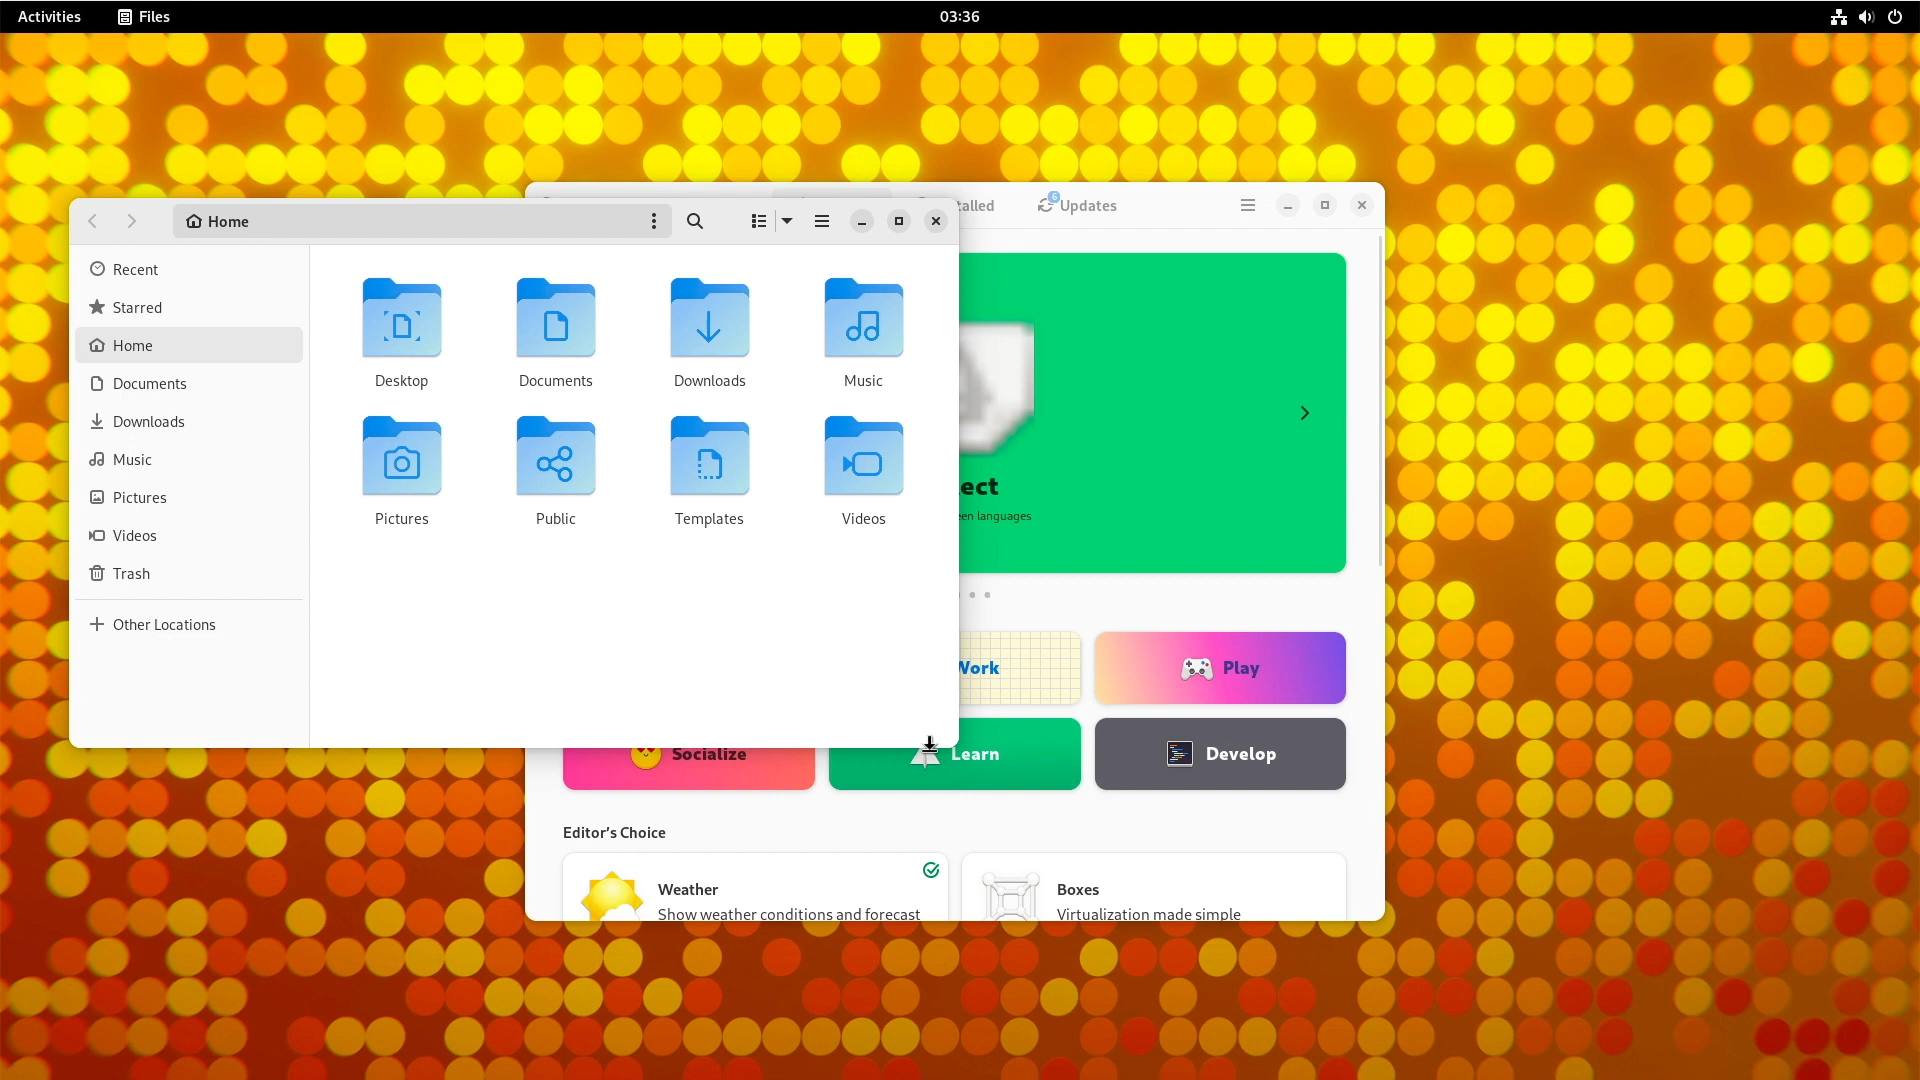 Activities
Files
03:36
Home
Recent
Starred
Home
Documents
Downloads
Music
Pictures
Videos
Trash
Other Locations
Desktop
Documents
Downloads
Music
Pictures
Public
Templates
Videos
talled
6
Updates
ect
en languages
Work
Play
Socialize
Learn
Develop
Editor's Choice
Weather
Show weather conditions and forecast
Boxes
Virtualization made simple